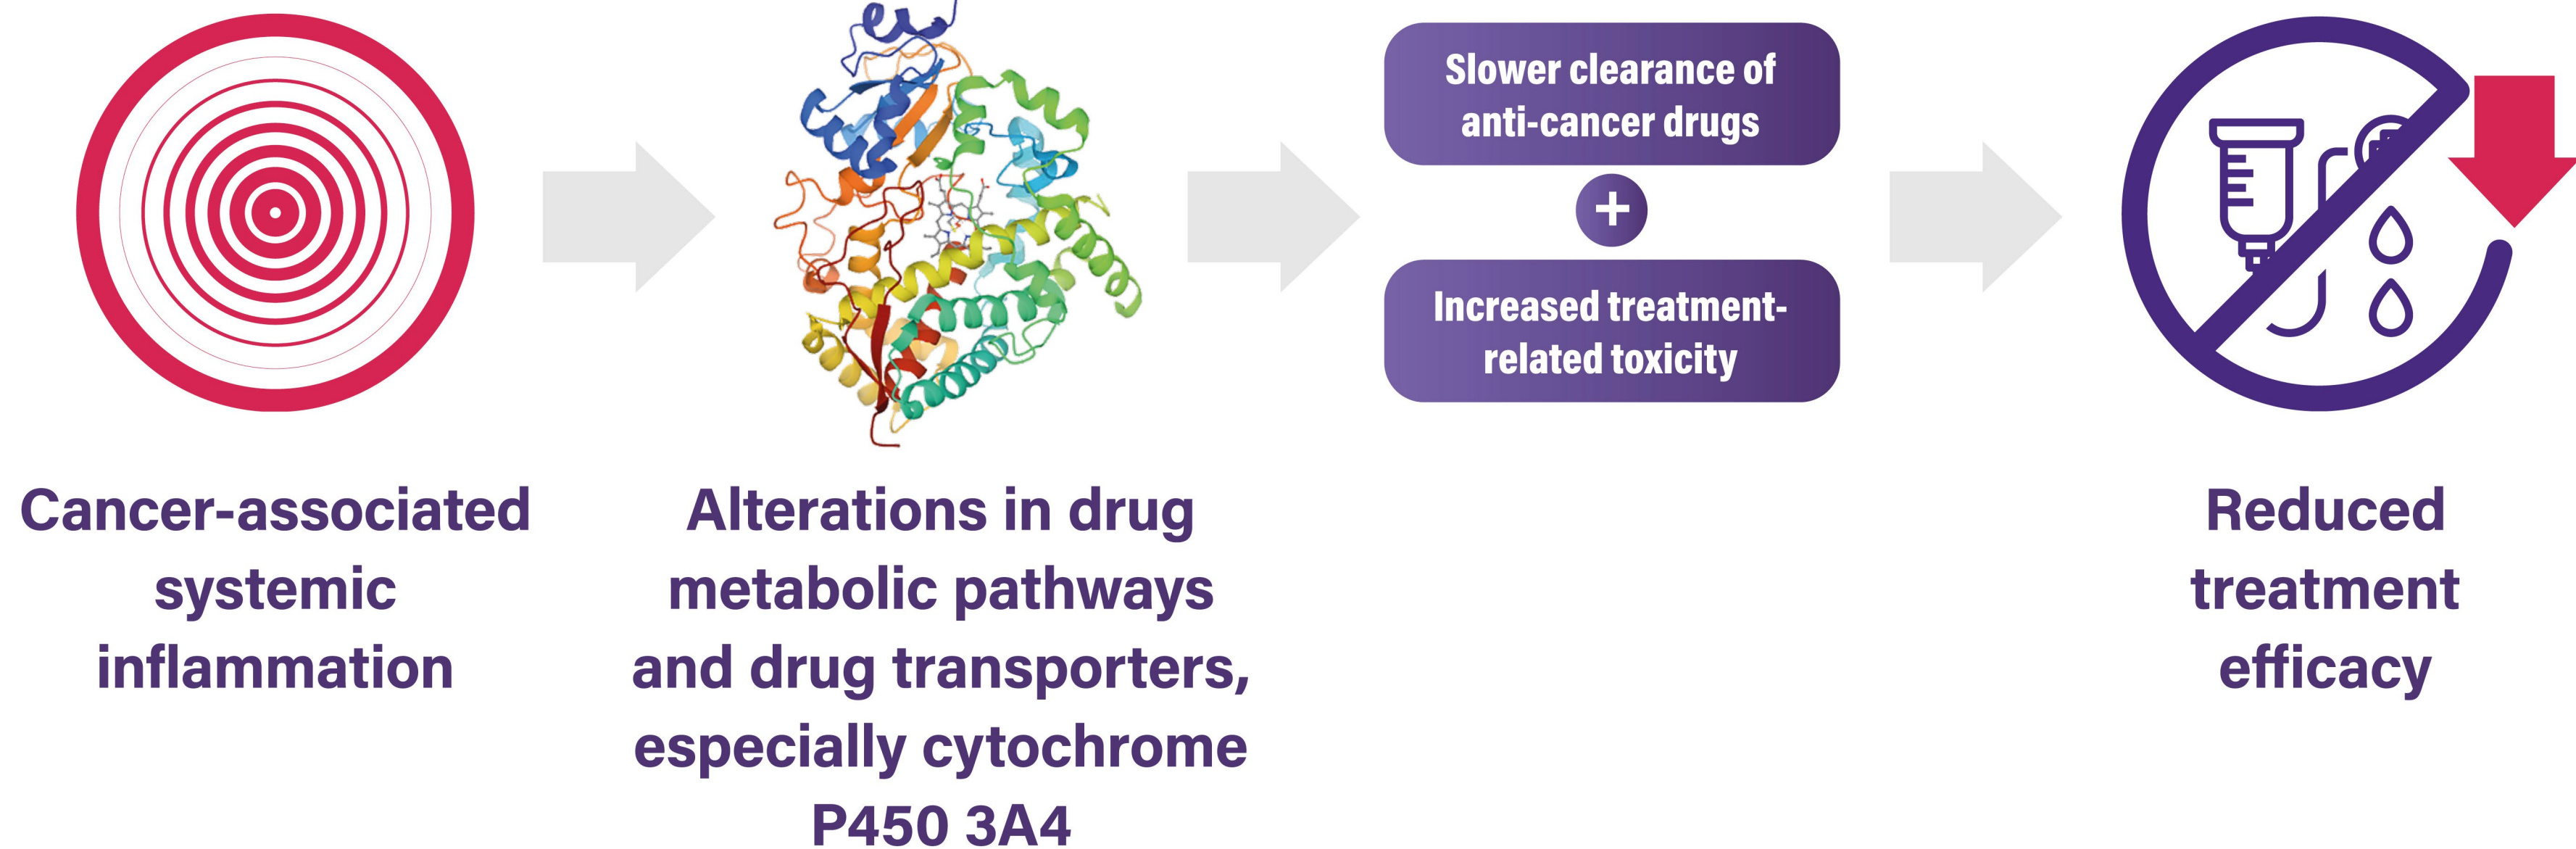 Slower clearance of
anti-cancer drugs
+
Increased treatment-
related toxicity
Cancer-associated
systemic
inflammation
Alterations in drug
metabolic pathways
and drug transporters,
especially cytochrome
P450 3A4
Reduced
treatment
efficacy